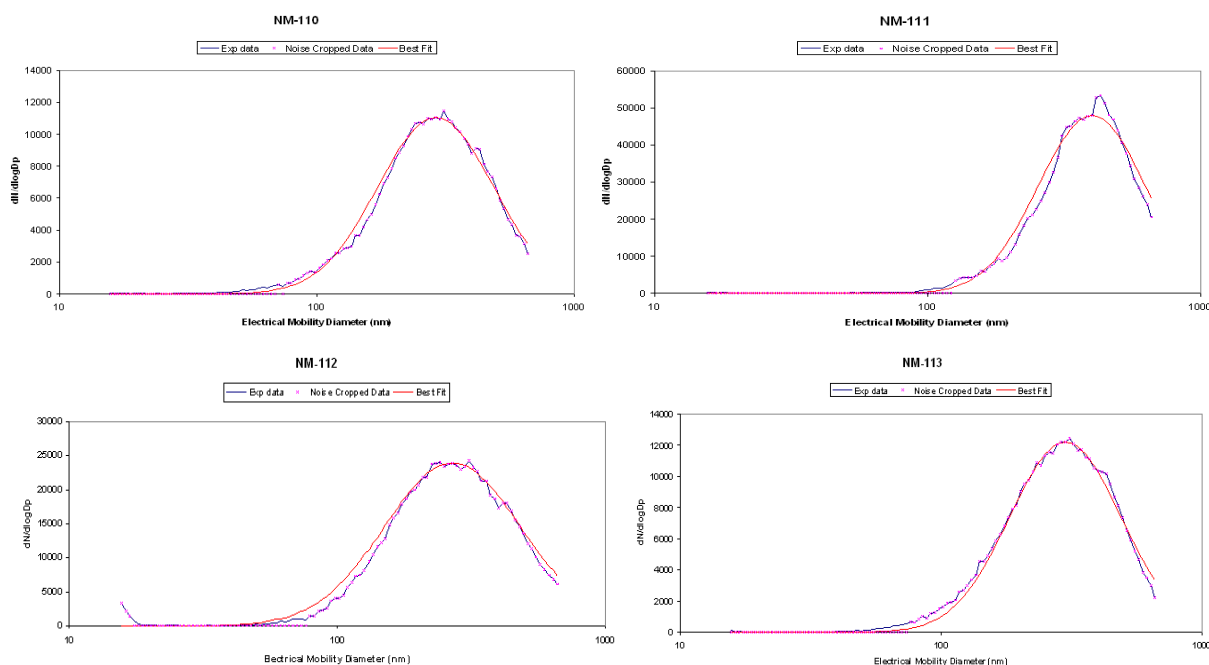 NM-110
Exp data Noise Cropped Data Best Fit
14000
12000
10000
8000
6000
4000
2000
0
dN/dlogDp
10 100 1000
Electrical Mobility Diameter (nm)
NM-111
Exp data Noise Cropped Data Best Fit
60000
50000
40000
30000
20000
10000
0
dN/dlogDp
10 100 1000
Electrical Mobility Diameter (nm)
NM-112
Exp data Noise Cropped Data Best Fit
30000
25000
20000
15000
10000
5000
0
dN/dlogDp
10 100 1000
Electrical Mobility Diameter (nm)
NM-113
Exp data Noise Cropped Data Best Fit
14000
12000
10000
8000
6000
4000
2000
0
dN/dlogDp
10 100 1000
Electrical Mobility Diameter (nm)